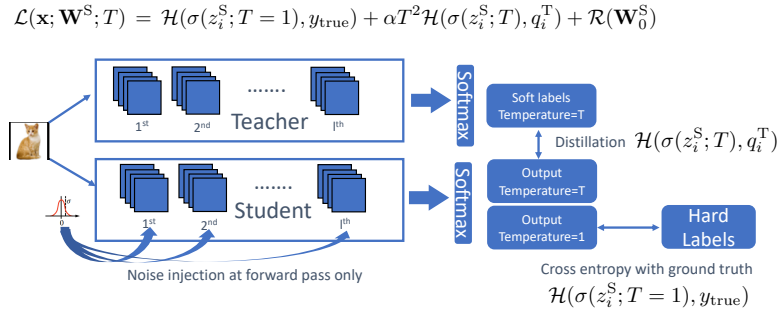 ℒ(x; W^S; T) = ℋ(σ(z_i^S; T = 1), y_true) + αT²ℋ(σ(z_i^S; T), q_i^T) + ℛ(W_0^S)
1st 2nd ....... lth
Teacher
Softmax
Soft labels
Temperature=T
Distillation ℋ(σ(z_i^S; T), q_i^T)
σ
0
1st 2nd ....... lth
Student
Softmax
Output
Temperature=T
Output
Temperature=1
Hard
Labels
Noise injection at forward pass only
Cross entropy with ground truth
ℋ(σ(z_i^S; T = 1), y_true)